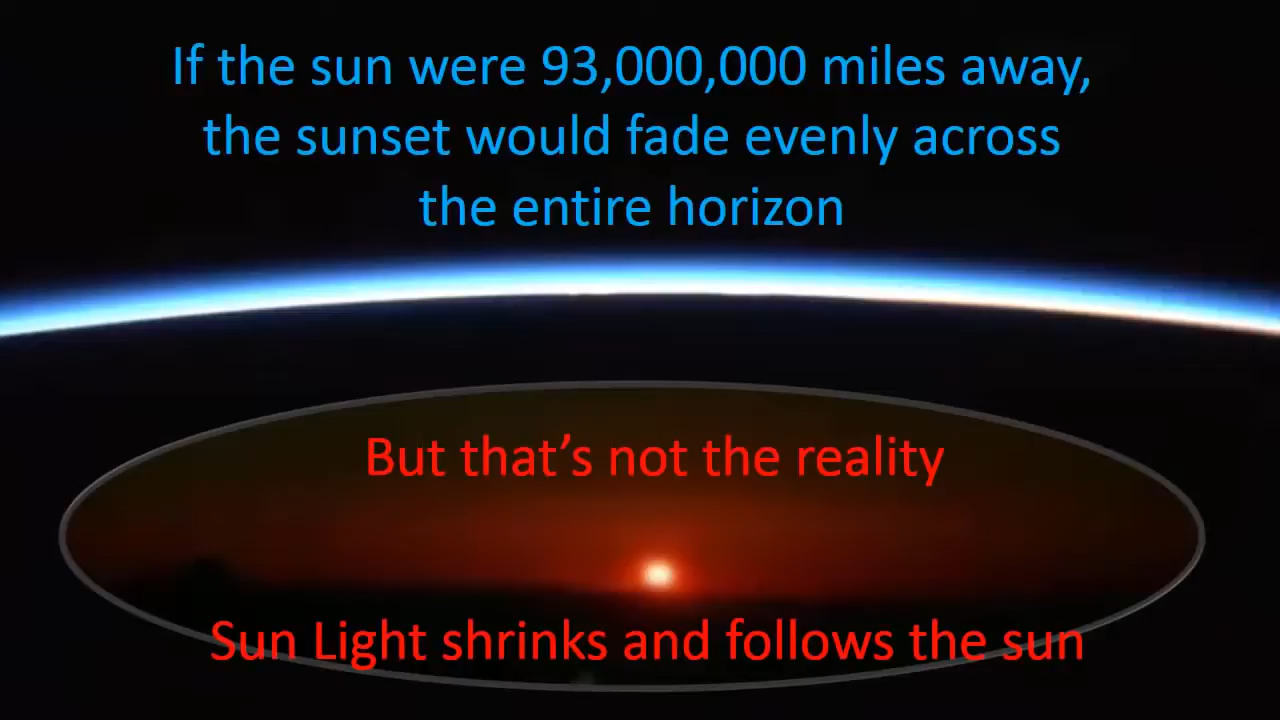 If the sun were 93,000,000 miles away,
the sunset would fade evenly across
the entire horizon
But that’s not the reality
Sun Light shrinks and follows the sun